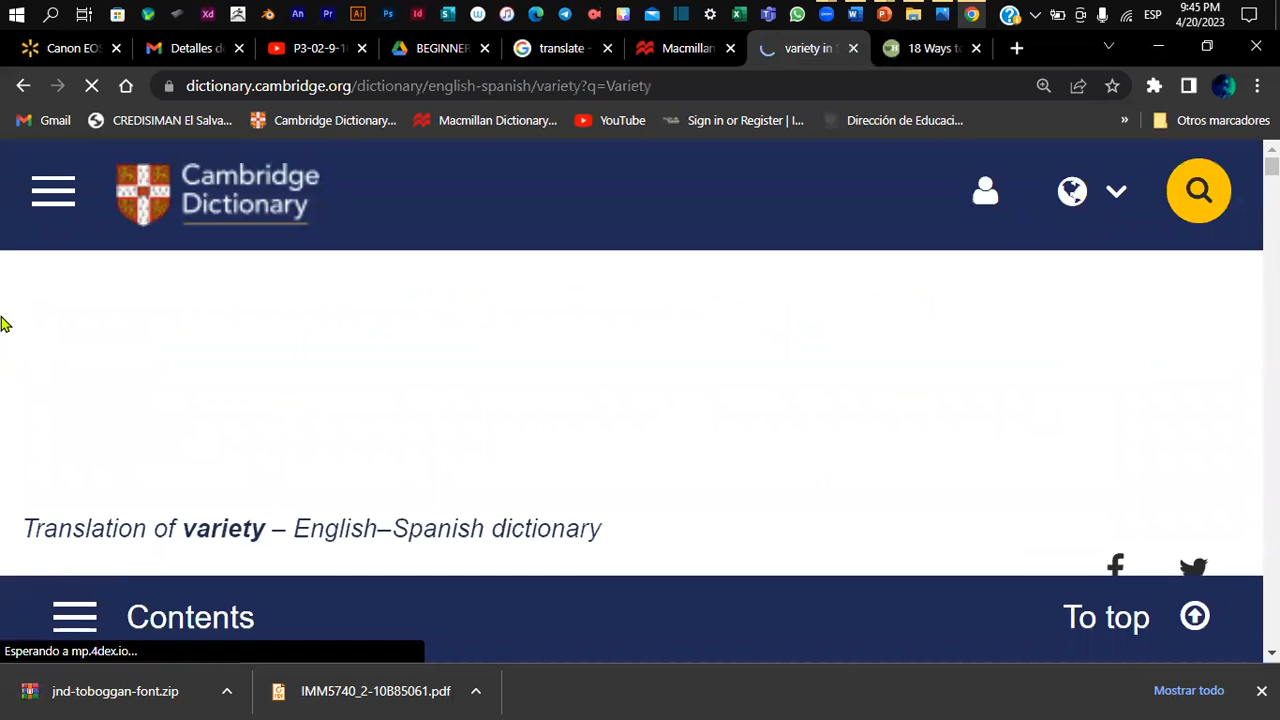 9:45 PM
ESP
4/20/2023
Canon EOS
Detalles de
P3-02-9-1
BEGINNER
translate -
Macmillan
variety in S
18 Ways to
dictionary.cambridge.org/dictionary/english-spanish/variety?q=Variety
Gmail
CREDISIMAN El Salva...
Cambridge Dictionary...
Macmillan Dictionary...
YouTube
Sign in or Register | I...
Dirección de Educaci...
»
Otros marcadores
Cambridge
Dictionary
Translation of variety – English–Spanish dictionary
Contents
To top
Esperando a mp.4dex.io...
jnd-toboggan-font.zip
IMM5740_2-10B85061.pdf
Mostrar todo